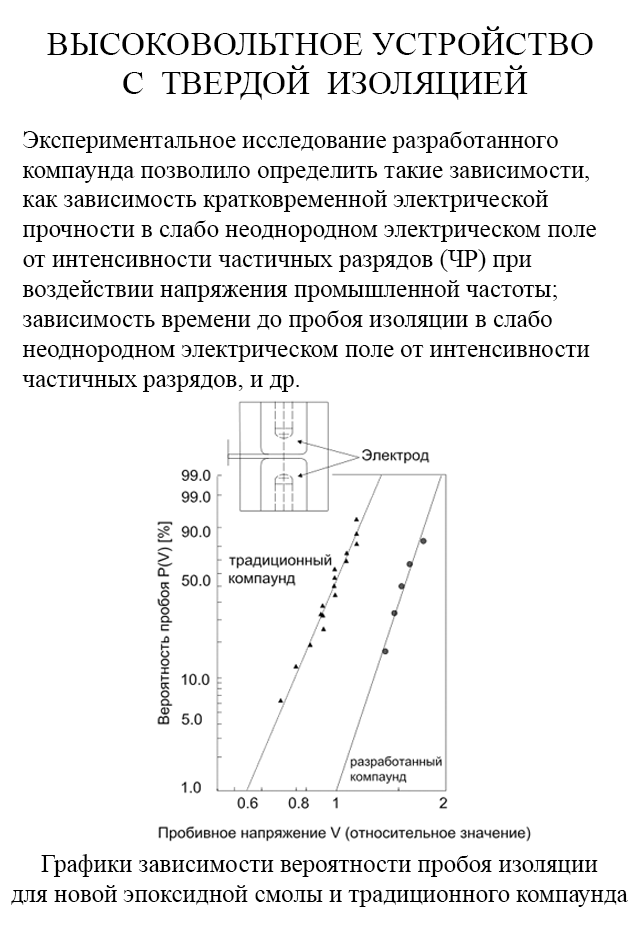 ВЫСОКОВОЛЬТНОЕ УСТРОЙСТВО
С ТВЕРДОЙ ИЗОЛЯЦИЕЙ
Экспериментальное исследование разработанного
компаунда позволило определить такие зависимости,
как зависимость кратковременной электрической
прочности в слабо неоднородном электрическом поле
от интенсивности частичных разрядов (ЧР) при
воздействии напряжения промышленной частоты;
зависимость времени до пробоя изоляции в слабо
неоднородном электрическом поле от интенсивности
частичных разрядов, и др.
Электрод
99.0
99.0
90.0
традиционный
компаунд
50.0
Вероятность пробоя P(V) [%]
10.0
5.0
разработанный
компаунд
1.0
0.6 0.8 1 2
Пробивное напряжение V (относительное значение)
Графики зависимости вероятности пробоя изоляции
для новой эпоксидной смолы и традиционного компаунда